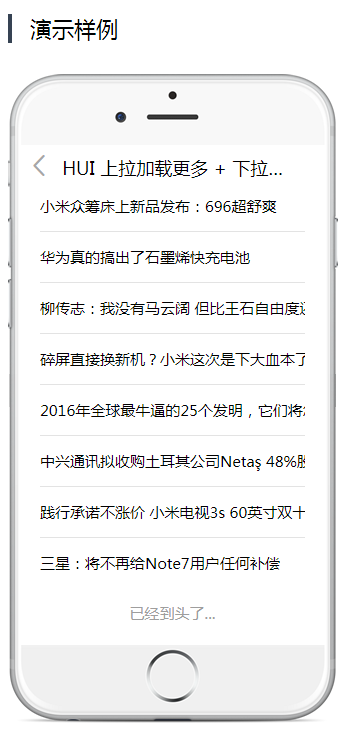 演示样例
HUI 上拉加载更多 + 下拉...
小米众筹床上新品发布：696超舒爽
华为真的搞出了石墨烯快充电池
柳传志：我没有马云阔 但比王石自由度
碎屏直接换新机？小米这次是下大血本了
2016年全球最牛逼的25个发明，它们将
中兴通讯拟收购土耳其公司Netaş 48%股
践行承诺不涨价 小米电视3s 60英寸双十
三星：将不再给Note7用户任何补偿
已经到头了...